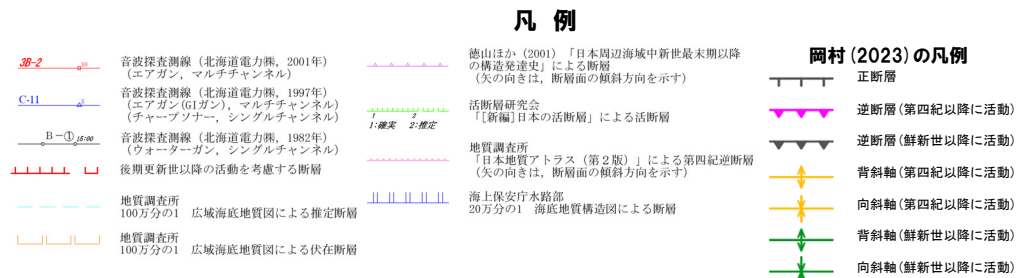 凡 例
3B-2
10
音波探査測線（北海道電力㈱，2001年）
（エアガン，マルチチャンネル）
C-11
音波探査測線（北海道電力㈱，1997年）
（エアガン(GIガン)，マルチチャンネル）
（チャープソナー，シングルチャンネル）
B－① 15:00
音波探査測線（北海道電力㈱，1982年）
（ウォーターガン，シングルチャンネル）
後期更新世以降の活動を考慮する断層
地質調査所
100万分の1 広域海底地質図による推定断層
地質調査所
100万分の1 広域海底地質図による伏在断層
徳山ほか（2001）「日本周辺海域中新世最末期以降
の構造発達史」による断層
（矢の向きは，断層面の傾斜方向を示す）
1 2
1:確実 2:推定
活断層研究会
「[新編]日本の活断層」による活断層
地質調査所
「日本地質アトラス（第２版）」による第四紀逆断層
（矢の向きは，断層面の傾斜方向を示す）
海上保安庁水路部
20万分の1 海底地質構造図による断層
岡村(2023)の凡例
正断層
逆断層(第四紀以降に活動)
逆断層(鮮新世以降に活動)
背斜軸(第四紀以降に活動)
向斜軸(第四紀以降に活動)
背斜軸(鮮新世以降に活動)
向斜軸(鮮新世以降に活動)